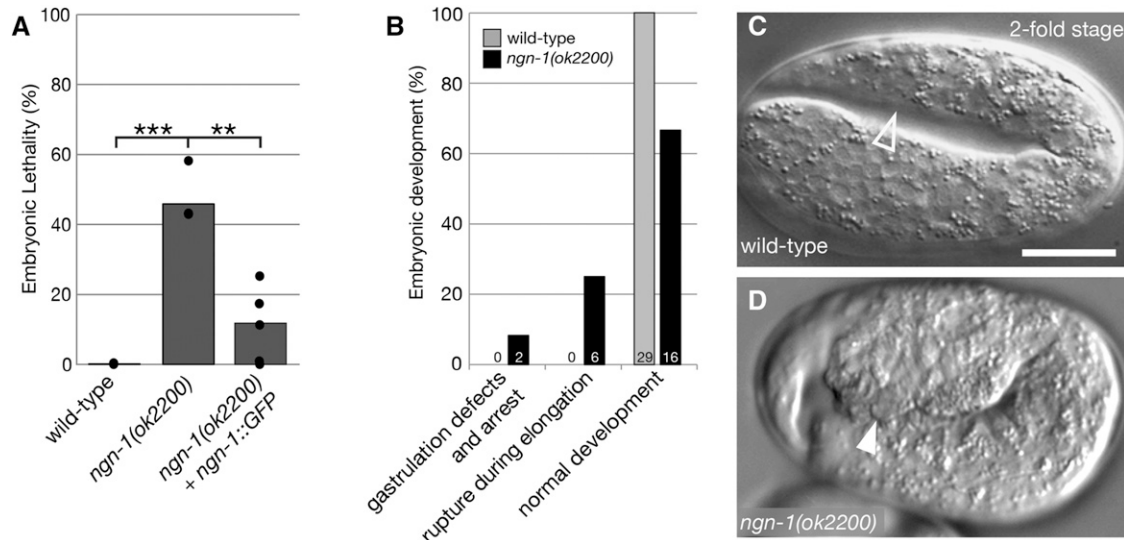 A
Embryonic Lethality (%)
100
80
60
40
20
0
***
**
wild-type
ngn-1(ok2200)
ngn-1(ok2200)
+ ngn-1::GFP
B
Embryonic development (%)
100
80
60
40
20
0
wild-type
ngn-1(ok2200)
0
2
0
6
29
16
gastrulation defects
and arrest
rupture during elongation
normal development
C
2-fold stage
wild-type
D
ngn-1(ok2200)